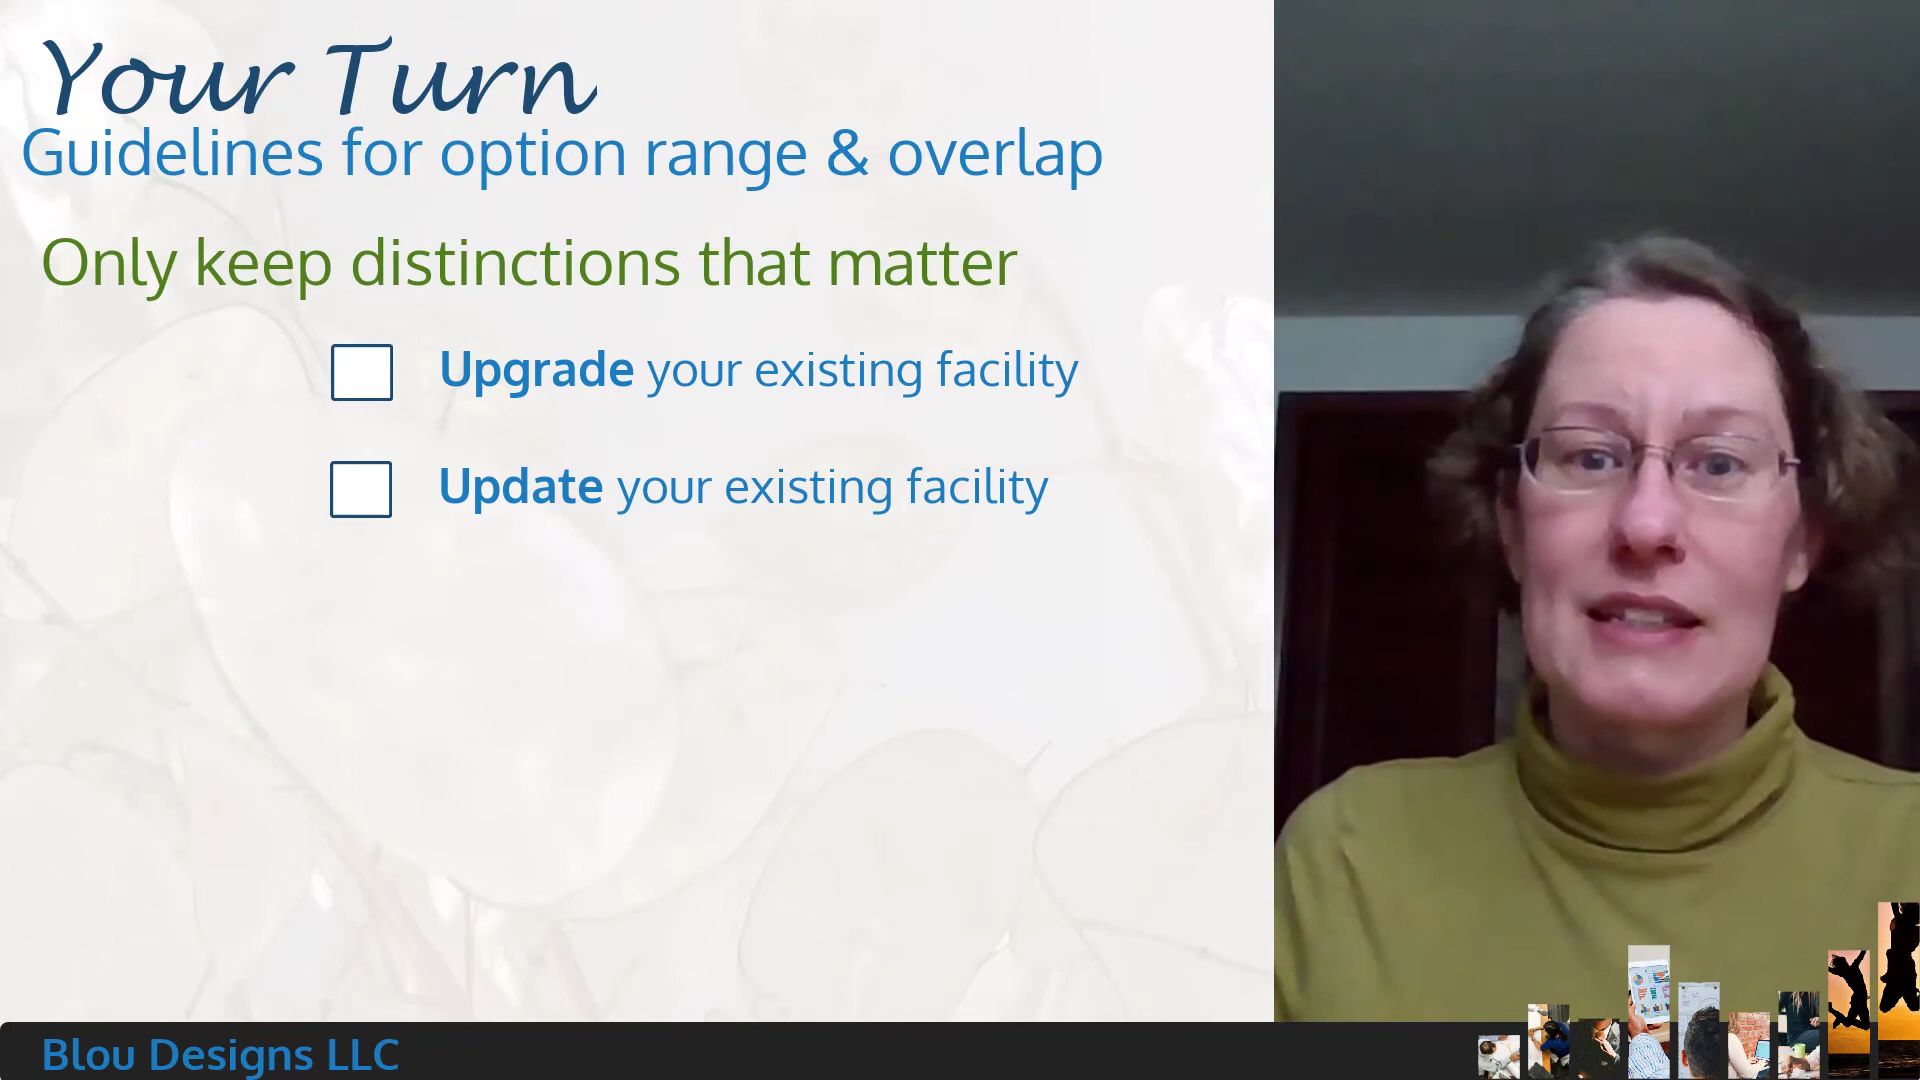 Your Turn
Guidelines for option range & overlap
Only keep distinctions that matter
Upgrade your existing facility
Update your existing facility
Blou Designs LLC